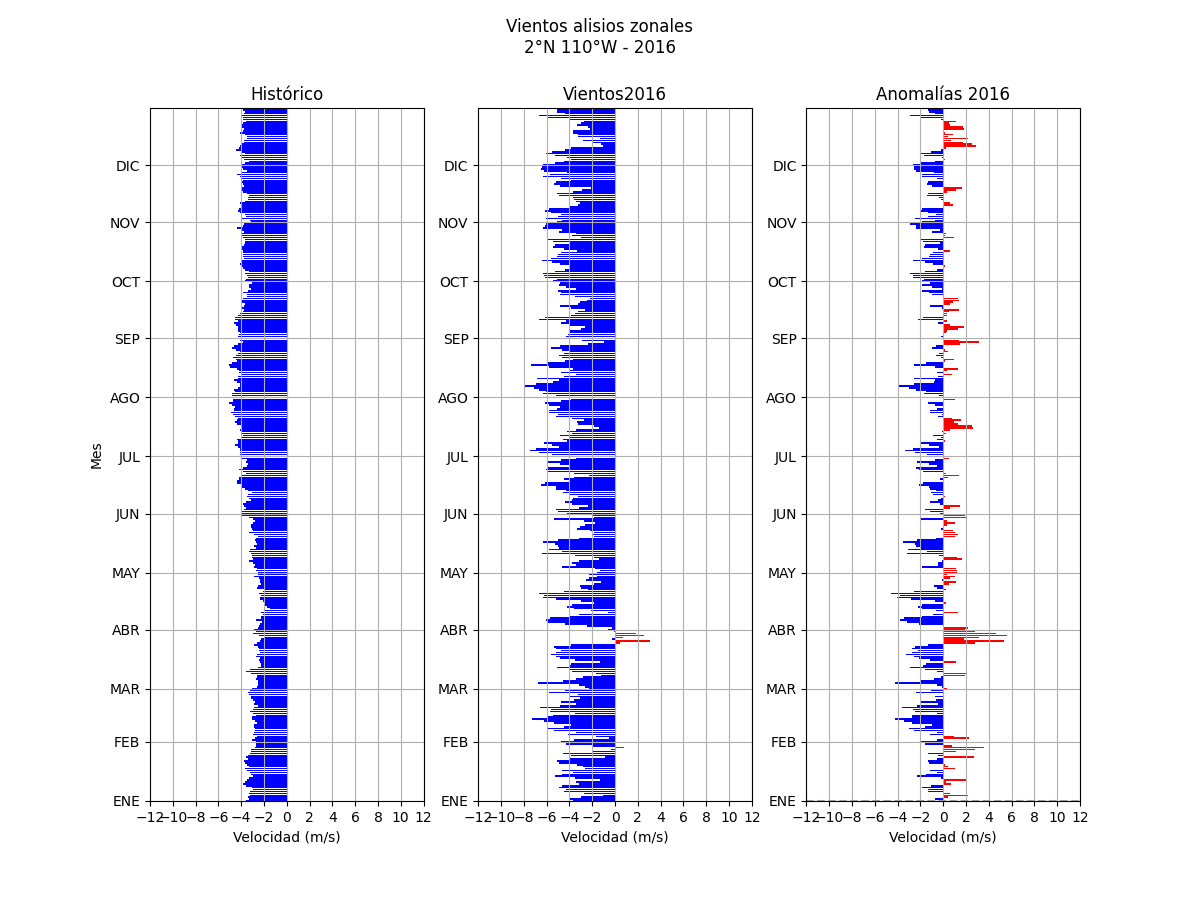 Vientos alisios zonales
2°N 110°W - 2016
Histórico
Vientos2016
Anomalías 2016
DIC
NOV
OCT
SEP
AGO
JUL
JUN
MAY
ABR
MAR
FEB
ENE
DIC
NOV
OCT
SEP
AGO
JUL
JUN
MAY
ABR
MAR
FEB
ENE
DIC
NOV
OCT
SEP
AGO
JUL
JUN
MAY
ABR
MAR
FEB
ENE
Mes
−12 −10 −8 −6 −4 −2 0 2 4 6 8 10 12
−12 −10 −8 −6 −4 −2 0 2 4 6 8 10 12
−12 −10 −8 −6 −4 −2 0 2 4 6 8 10 12
Velocidad (m/s)
Velocidad (m/s)
Velocidad (m/s)